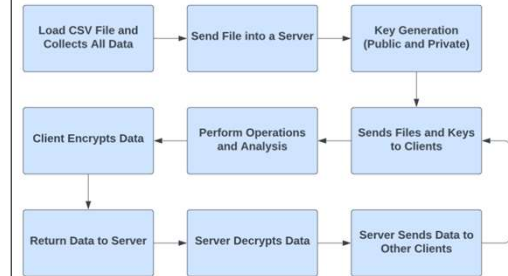 Load CSV File and
Collects All Data
Send File into a Server
Key Generation
(Public and Private)
Client Encrypts Data
Perform Operations
and Analysis
Sends Files and Keys
to Clients
Return Data to Server
Server Decrypts Data
Server Sends Data to
Other Clients